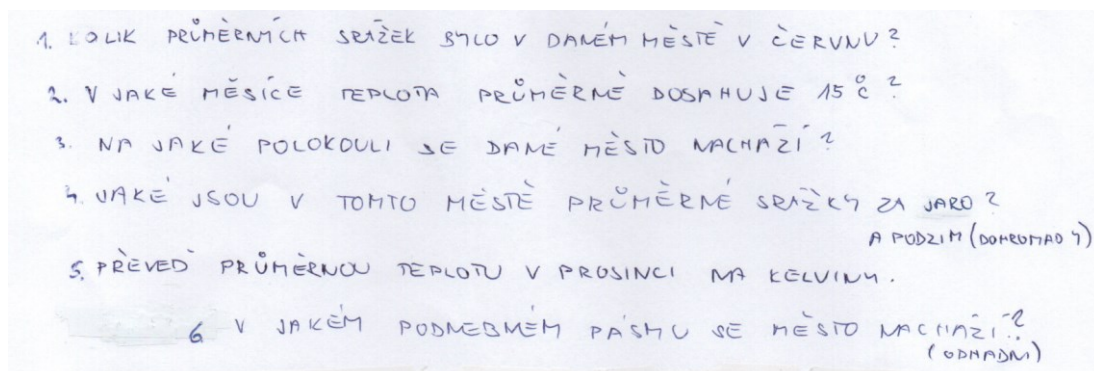 1. KOLIK PRŮMĚRNÝCH SRÁŽEK BYLO V DANÉM MĚSTĚ V ČERVNU?
2. V JAKÉ MĚSÍCE TEPLOTA PRŮMĚRNĚ DOSAHUJE 15°C?
3. NA JAKÉ POLOKOULI SE DANÉ MĚSTO NACHÁZÍ?
4. JAKÉ JSOU V TOMTO MĚSTĚ PRŮMĚRNÉ SRÁŽKY ZA JARO?
A PODZIM (DOHROMADY)
5. PŘEVEĎ PRŮMĚRNOU TEPLOTU V PROSINCI NA KELVINY.
6 V JAKÉM PODNEBNÉM PÁSMU SE MĚSTO NACHÁZÍ?
(ODHADNI)